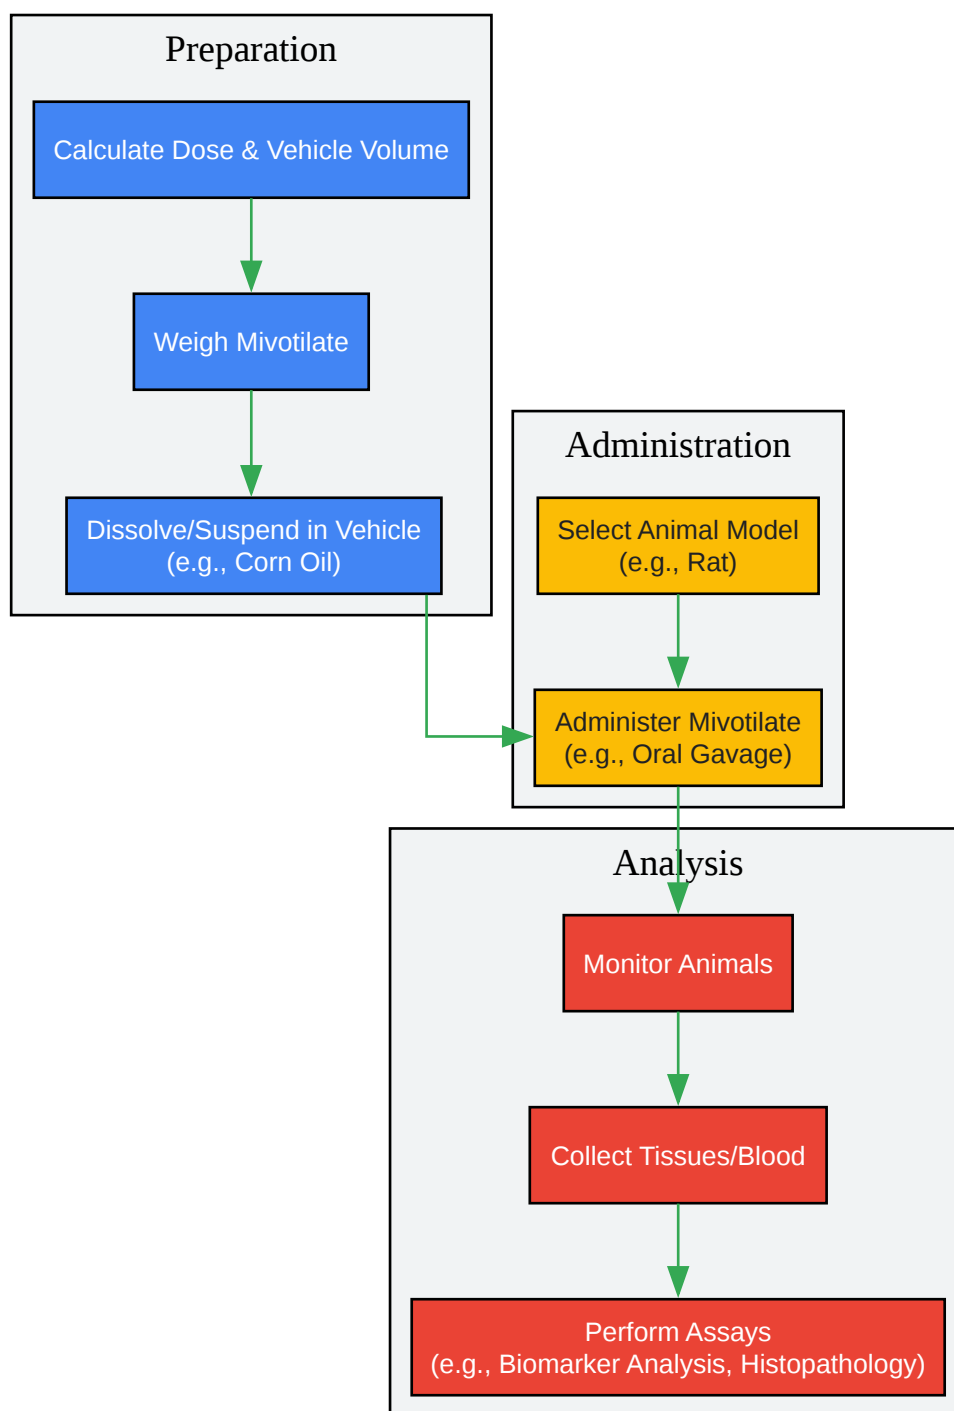 Preparation
Calculate Dose & Vehicle Volume
Weigh Mivotilate
Dissolve/Suspend in Vehicle
(e.g., Corn Oil)
Administration
Select Animal Model
(e.g., Rat)
Administer Mivotilate
(e.g., Oral Gavage)
Analysis
Monitor Animals
Collect Tissues/Blood
Perform Assays
(e.g., Biomarker Analysis, Histopathology)